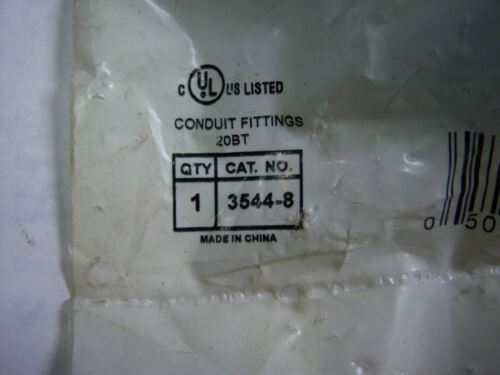 C UL US LISTED
CONDUIT FITTINGS
20BT
QTY CAT. NO.
1 3544-8
MADE IN CHINA
0 50